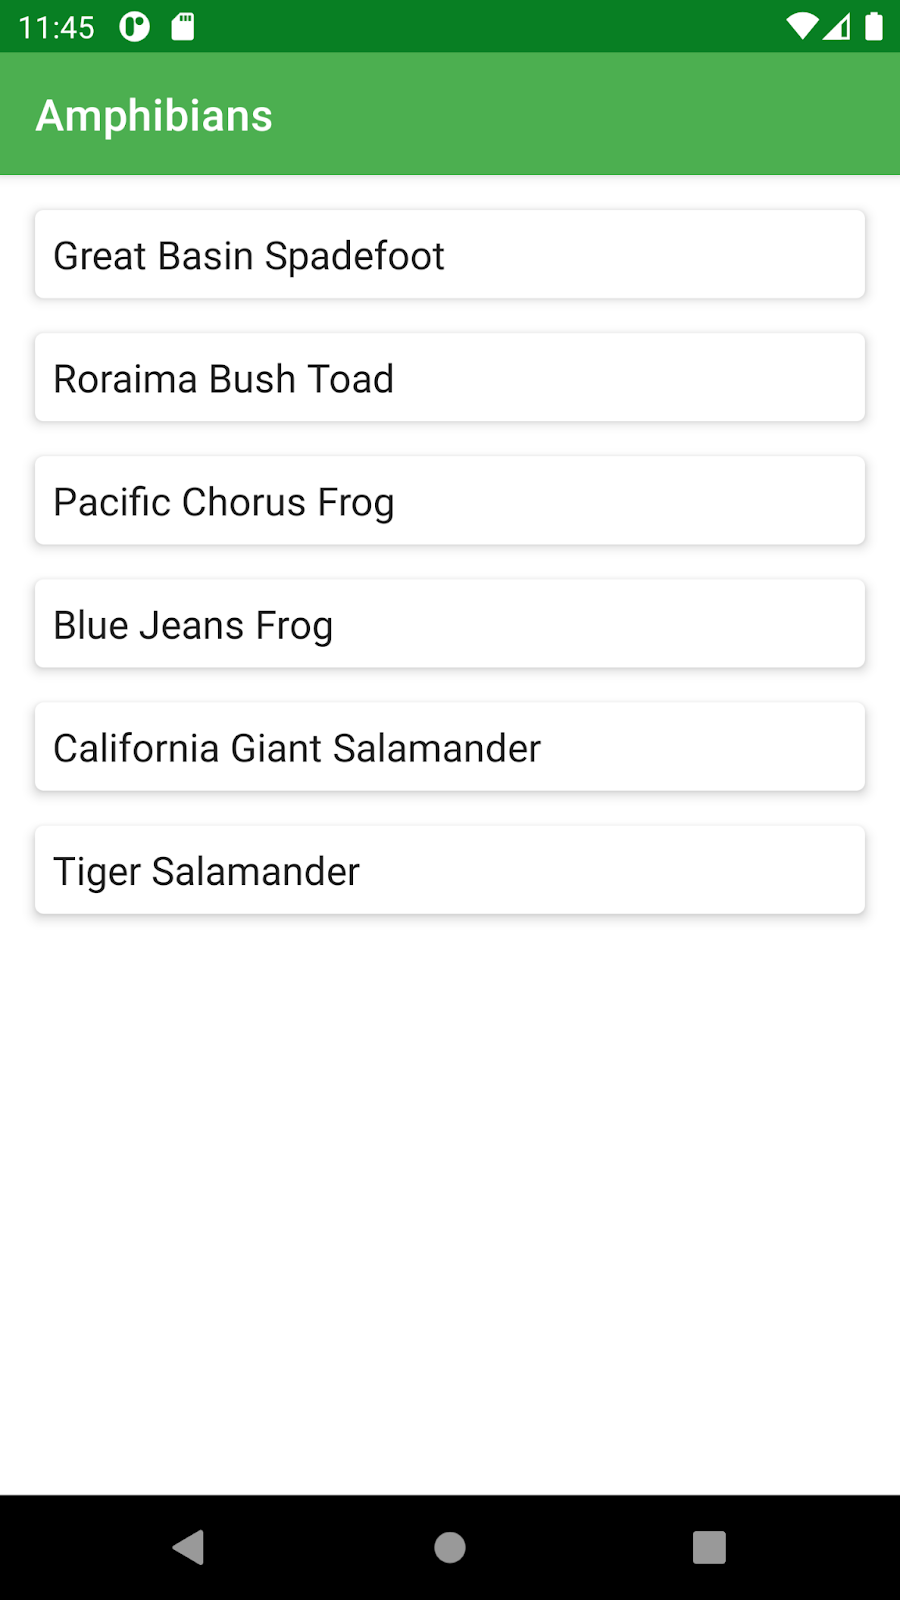 11:45
Amphibians
Great Basin Spadefoot
Roraima Bush Toad
Pacific Chorus Frog
Blue Jeans Frog
California Giant Salamander
Tiger Salamander